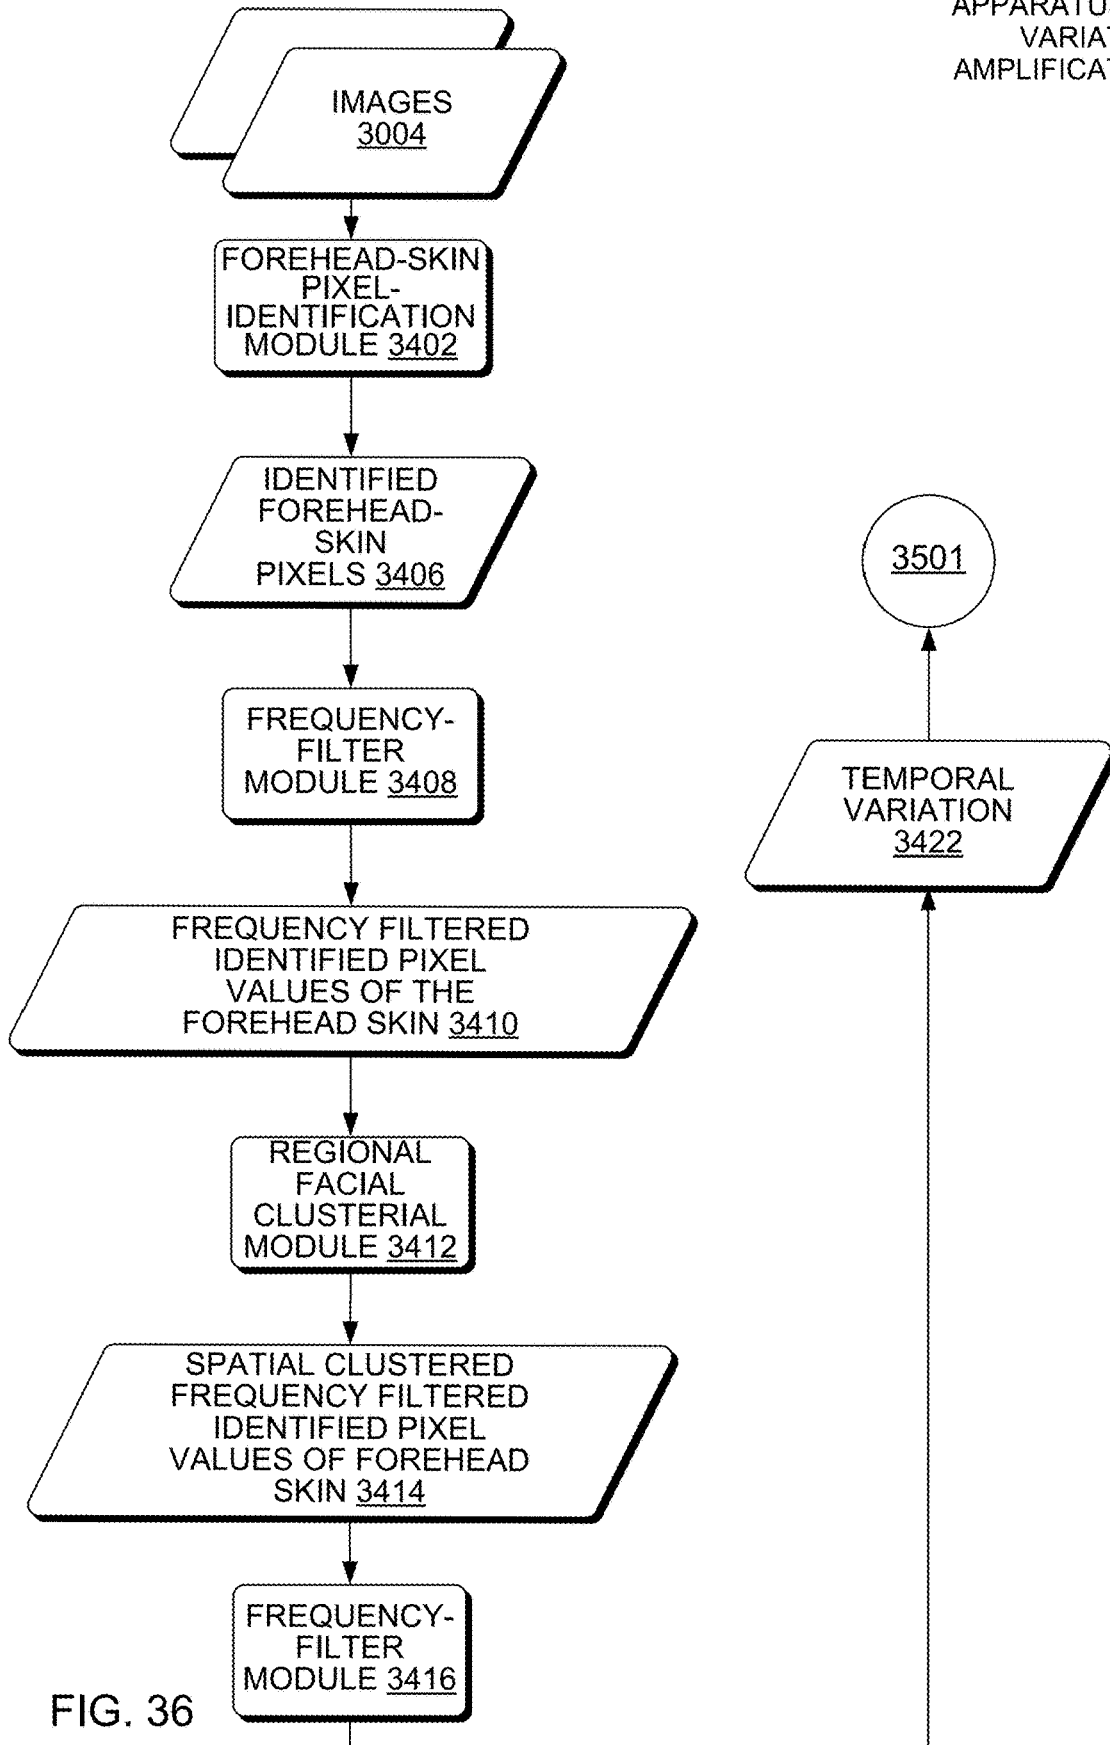 IMAGES
3004
FOREHEAD-SKIN
PIXEL-
IDENTIFICATION
MODULE 3402
IDENTIFIED
FOREHEAD-
SKIN
PIXELS 3406
FREQUENCY-
FILTER
MODULE 3408
FREQUENCY FILTERED
IDENTIFIED PIXEL
VALUES OF THE
FOREHEAD SKIN 3410
REGIONAL
FACIAL
CLUSTERIAL
MODULE 3412
SPATIAL CLUSTERED
FREQUENCY FILTERED
IDENTIFIED PIXEL
VALUES OF FOREHEAD
SKIN 3414
FREQUENCY-
FILTER
MODULE 3416
FIG. 36
APPARATUS
VARIAT
AMPLIFICAT
3501
TEMPORAL
VARIATION
3422